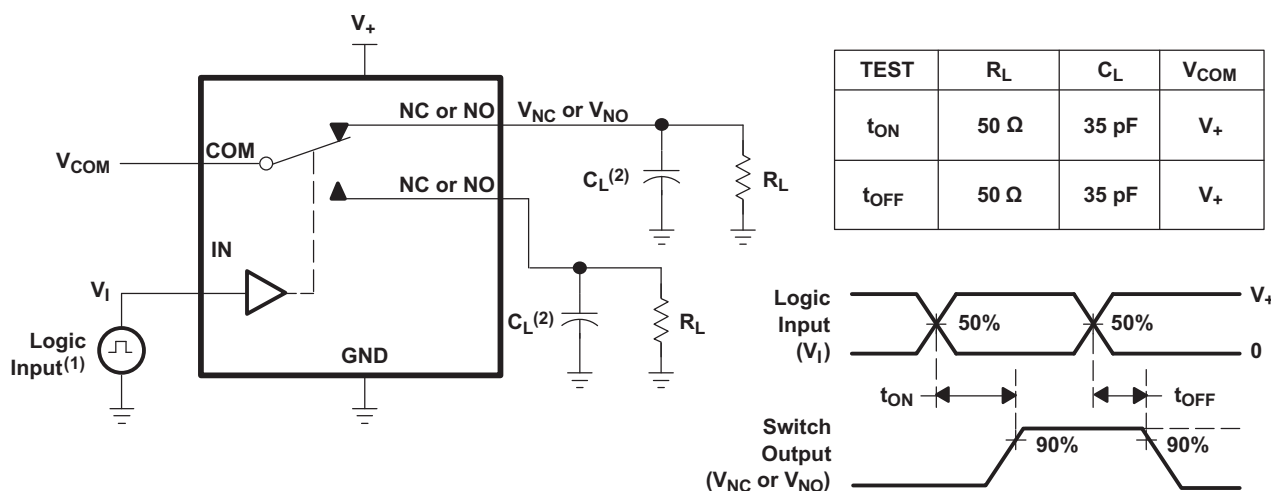 V+
NC or NO
VNC or VNO
COM
VCOM
CL(2)
RL
NC or NO
IN
VI
CL(2)
RL
Logic
Input(1)
GND
TEST RL CL VCOM
tON 50 Ω 35 pF V+
tOFF 50 Ω 35 pF V+
Logic
Input
(VI)
50%
50%
V+
0
tON
tOFF
Switch
Output
(VNC or VNO)
90%
90%